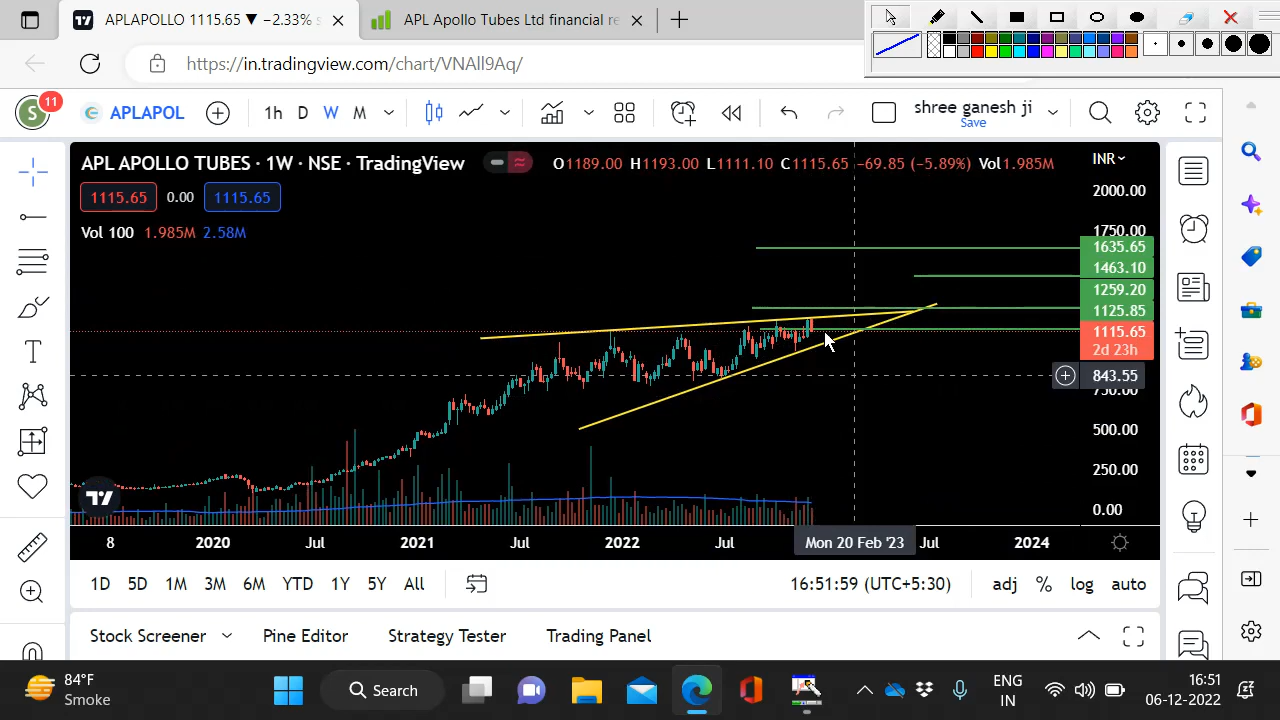 APLAPOLLO 1115.65 ▼ −2.33%
APL Apollo Tubes Ltd financial re
https://in.tradingview.com/chart/VNAll9Aq/
S
11
APLAPOL
1h D W M
shree ganesh ji
Save
APL APOLLO TUBES · 1W · NSE · TradingView
O1189.00 H1193.00 L1111.10 C1115.65 −69.85 (−5.89%) Vol1.985M
INR
1115.65 0.00 1115.65
Vol 100 1.985M 2.58M
2000.00
1750.00
1635.65
1463.10
1259.20
1125.85
1115.65
2d 23h
843.55
750.00
500.00
250.00
0.00
8 2020 Jul 2021 Jul 2022 Jul Mon 20 Feb '23 Jul 2024
1D 5D 1M 3M 6M YTD 1Y 5Y All
16:51:59 (UTC+5:30)
adj % log auto
Stock Screener Pine Editor Strategy Tester Trading Panel
84°F
Smoke
Search
ENG
IN
16:51
06-12-2022